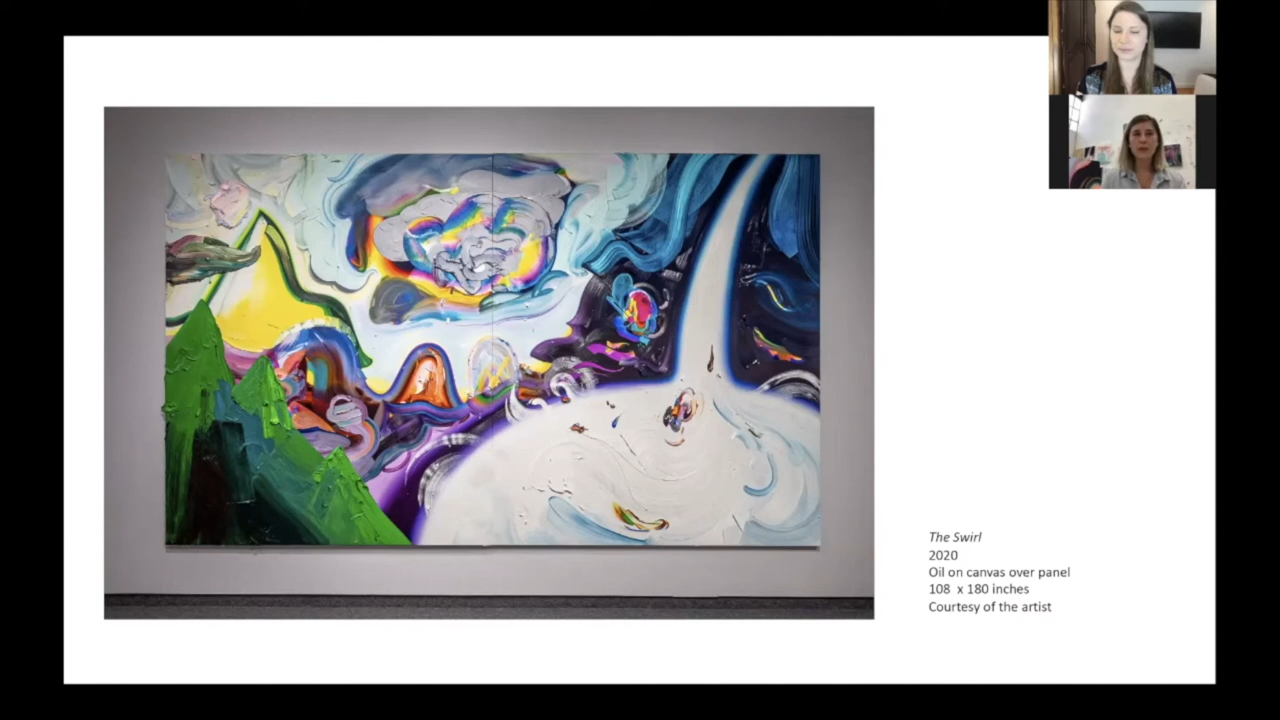 The Swirl
2020
Oil on canvas over panel
108 x 180 inches
Courtesy of the artist